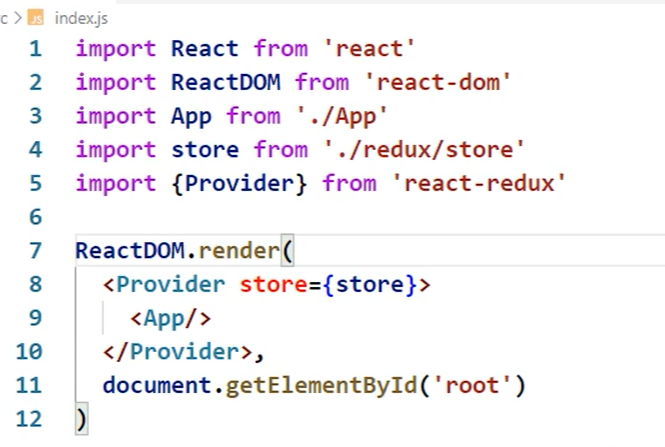 rc > JS index.js
1 import React from 'react'
2 import ReactDOM from 'react-dom'
3 import App from './App'
4 import store from './redux/store'
5 import {Provider} from 'react-redux'
6
7 ReactDOM.render(
8   <Provider store={store}>
9     <App/>
10   </Provider>,
11   document.getElementById('root')
12 )